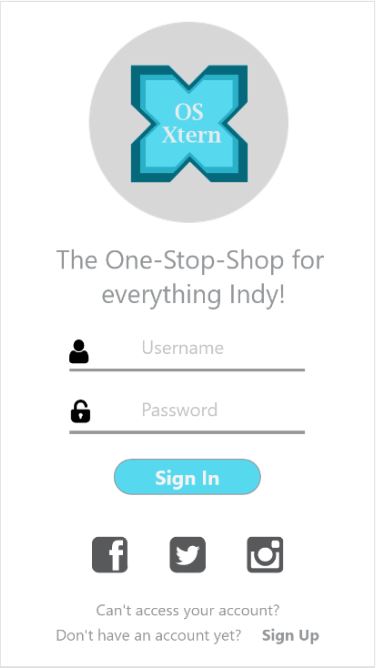 OS
Xtern
The One-Stop-Shop for
everything Indy!
Username
Password
Sign In
Can't access your account?
Don't have an account yet? Sign Up